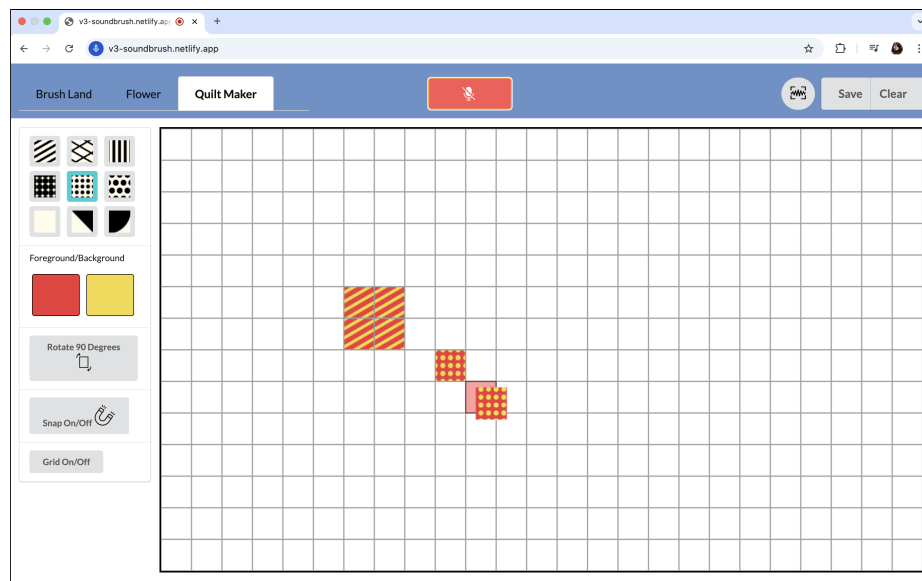 v3-soundbrush.netlify.ap
v3-soundbrush.netlify.app
Brush Land Flower Quilt Maker Save Clear
Foreground/Background
Rotate 90 Degrees
Snap On/Off
Grid On/Off